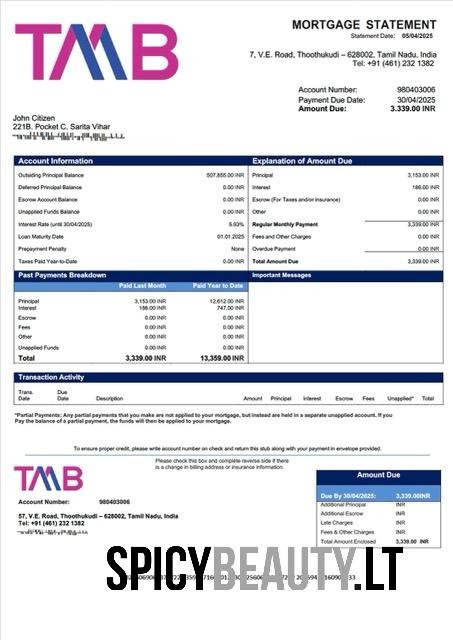 TMB
MORTGAGE STATEMENT
Statement Date: 05/04/2025
7, V.E. Road, Thoothukudi – 628002, Tamil Nadu, India
Tel: +91 (461) 232 1382
Account Number: 980403006
Payment Due Date: 30/04/2025
Amount Due: 3.339.00 INR
John Citizen
221B. Pocket C. Sarita Vihar
Account Information
Outsiding Principal Balance 507,855.00 INR
Deferred Principal Balance 0.00 INR
Escrow Account Balance 0.00 INR
Unapplied Funds Balance 0.00 INR
Interest Rate (until 30/04/2025) 5.93%
Loan Maturity Date 01.01.2025
Prepayment Penalty None
Taxes Paid Year-to-Date 0.00 INR
Explanation of Amount Due
Principal 3,153.00 INR
Interest 186.00 INR
Escrow (For Taxes and/or insurance) 0.00 INR
Other 0.00 INR
Regular Monthly Payment 3,339.00 INR
Fees and Other Charges 0.00 INR
Overdue Payment 0.00 INR
Total Amount Due 3,339.00 INR
Past Payments Breakdown
Paid Last Month Paid Year to Date
Principal 3,153.00 INR 12,612.00 INR
Interest 186.00 INR 747.00 INR
Escrow 0.00 INR 0.00 INR
Fees 0.00 INR 0.00 INR
Other 0.00 INR 0.00 INR
Unapplied Funds 0.00 INR 0.00 INR
Total 3,339.00 INR 13,359.00 INR
Important Messages
Transaction Activity
Trans. Date Due Date Description Amount Principal Interest Escrow Fees Unapplied* Total
*Partial Payments: Any partial payments that you make are not applied to your mortgage, but instead are held in a separate unapplied account. If you
Pay the balance of a partial payment, the funds will then be applied to your mortgage.
To ensure proper credit, please write account number on check and return this stub along with your payment in envelope provided.
Please check this box and complete reverse side if there
is a change in billing address or insurance information.
TMB
Account Number: 980403006
57, V.E. Road, Thoothukudi – 628002, Tamil Nadu, India
Tel: +91 (461) 232 1382
Amount Due
Due By 30/04/2025: 3,339.00INR
Additional Principal INR
Additional Escrow INR
Late Charges INR
Fees & Other Charges INR
Total Amount Enclosed 3,339.00 INR
SPICYBEAUTY.LT